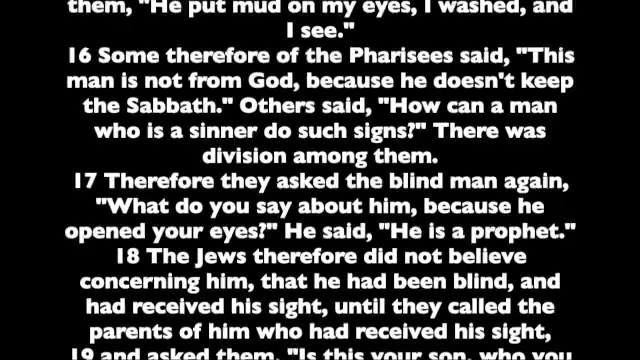 them, "He put mud on my eyes, I washed, and
I see."
16 Some therefore of the Pharisees said, "This
man is not from God, because he doesn't keep
the Sabbath." Others said, "How can a man
who is a sinner do such signs?" There was
division among them.
17 Therefore they asked the blind man again,
"What do you say about him, because he
opened your eyes?" He said, "He is a prophet."
18 The Jews therefore did not believe
concerning him, that he had been blind, and
had received his sight, until they called the
parents of him who had received his sight,
19 and asked them, "Is this your son, who you